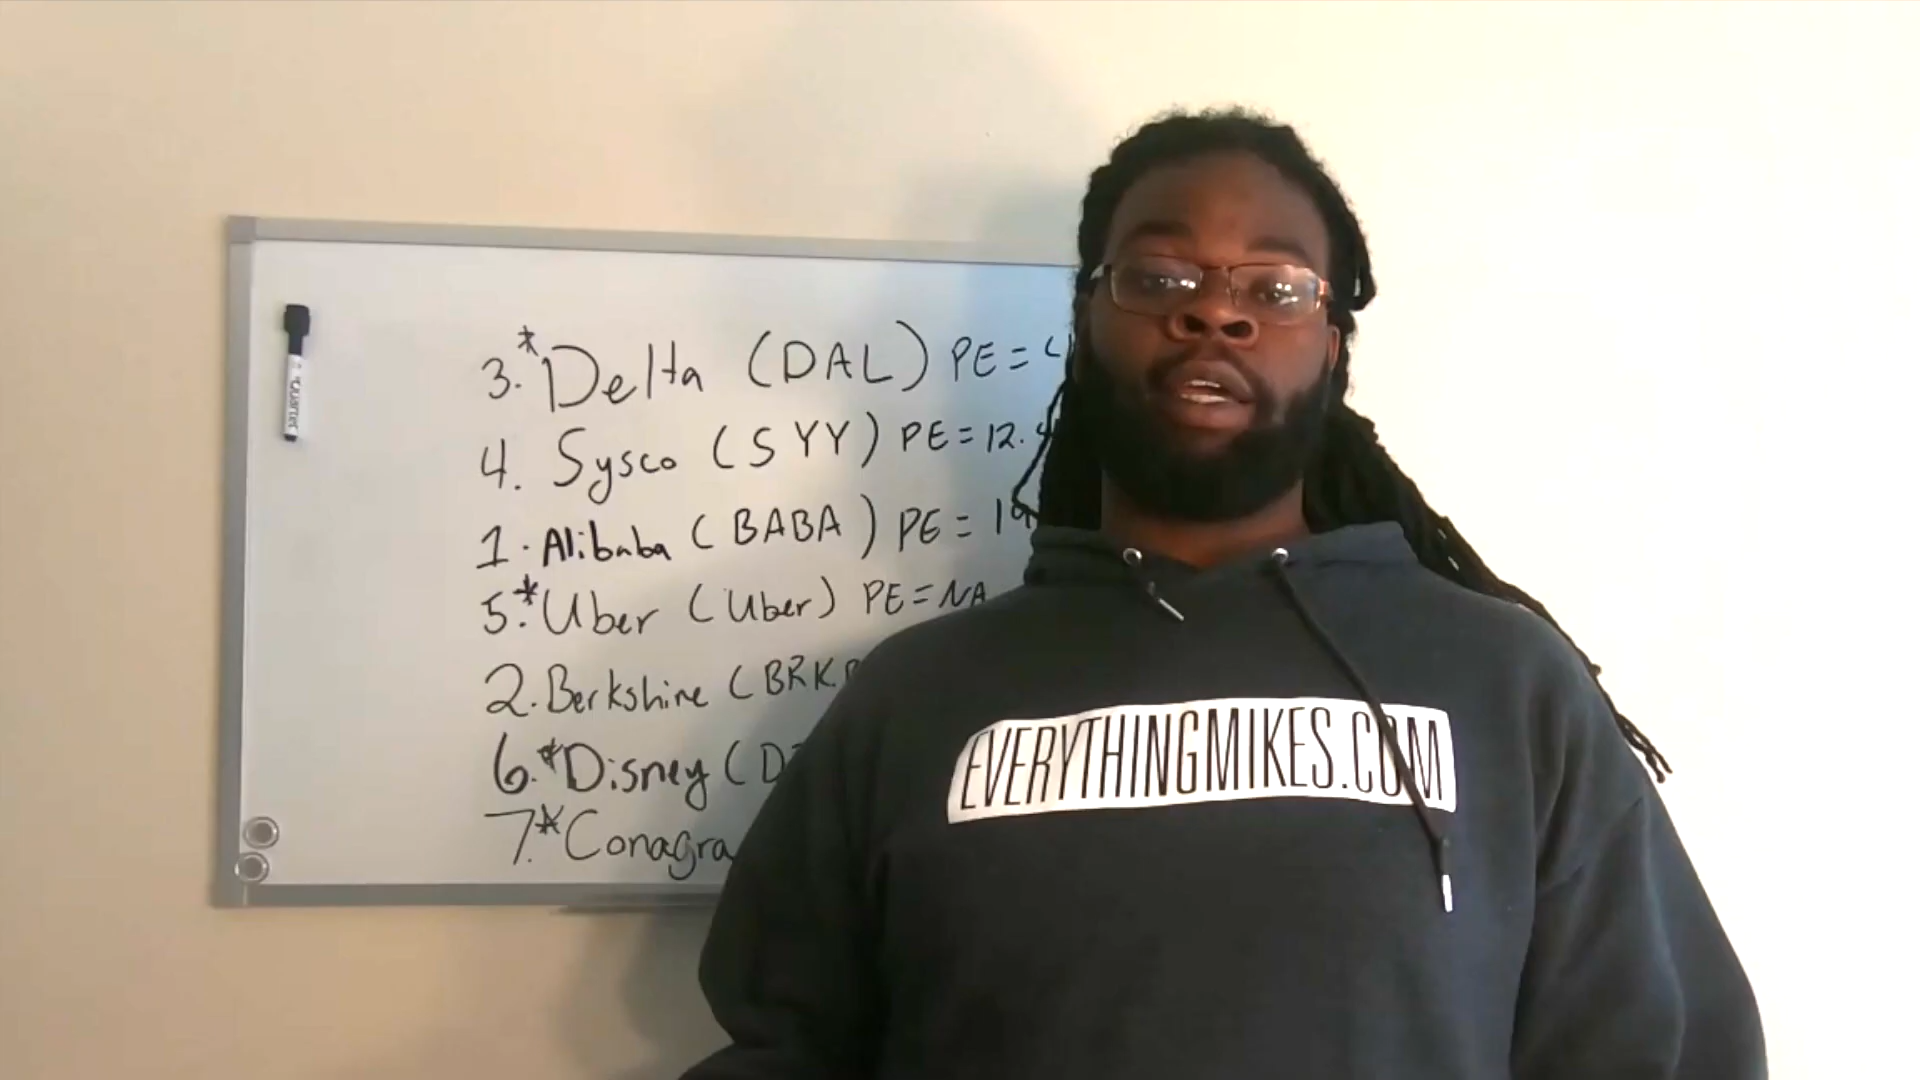 3.*Delta (DAL) PE=
4. Sysco (SYY) PE=12.
1. Alibaba (BABA) PE= 19
5.*Uber (Uber) PE=NA
2. Berkshire (BRK.
6.*Disney (D
7.*Conagra
EVERYTHINGMIKES.COM